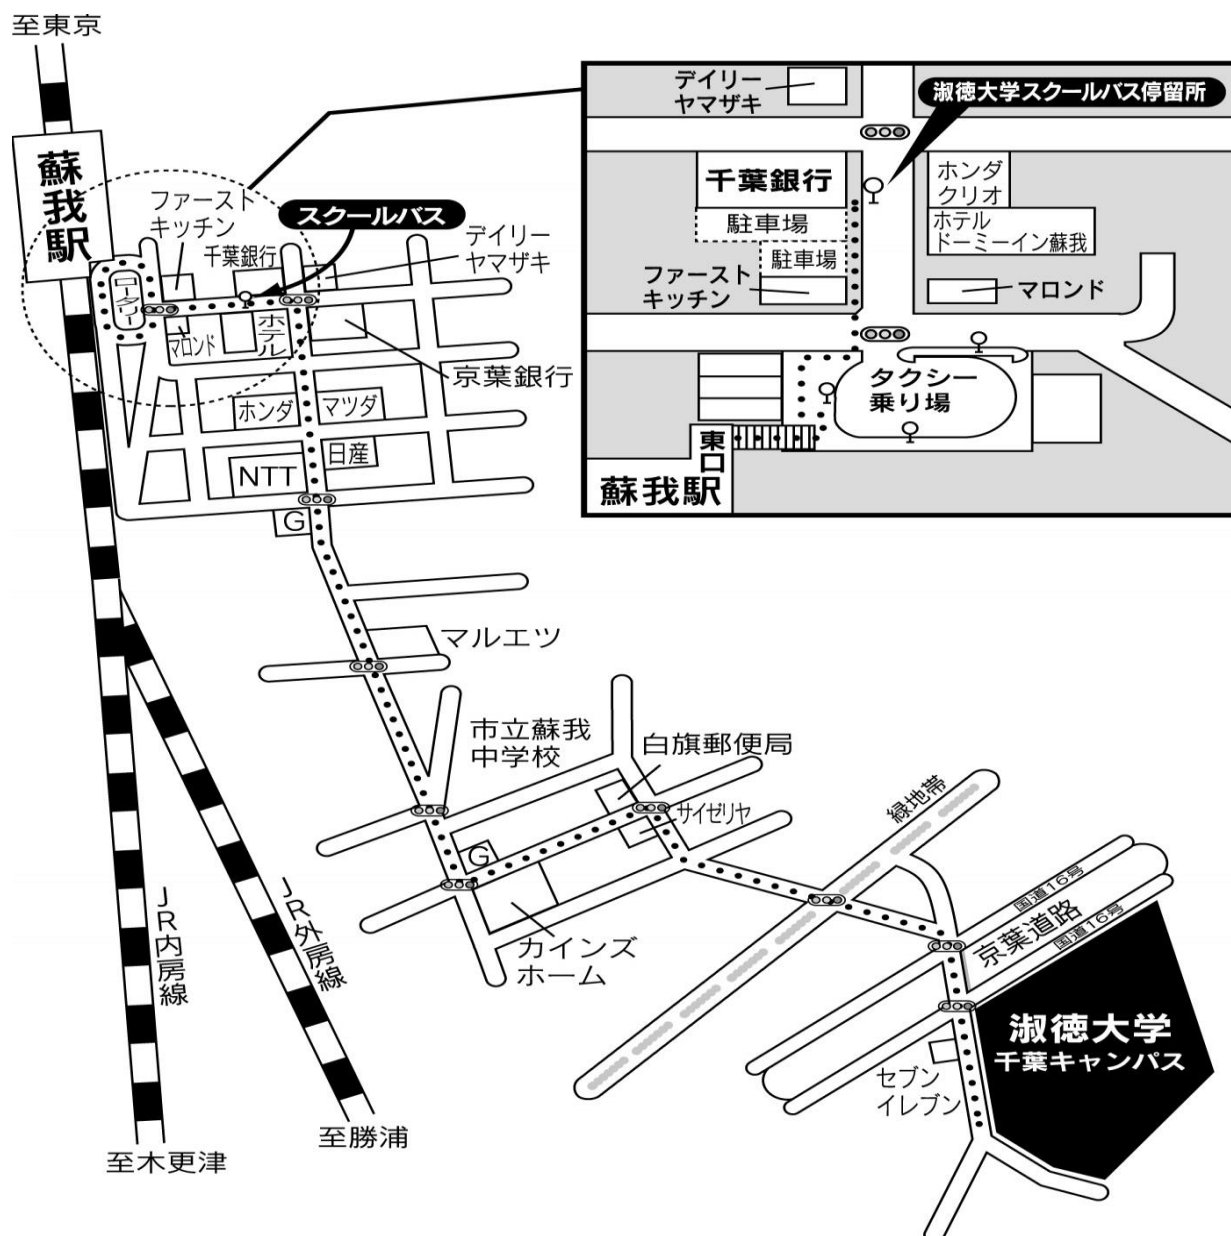 至東京
蘇我駅
ロータリー
ファースト
キッチン
千葉銀行
スクールバス
デイリー
ヤマザキ
マロンド
ホテル
京葉銀行
ホンダ
マツダ
NTT
日産
G
マルエツ
市立蘇我
中学校
白旗郵便局
サイゼリヤ
G
カインズ
ホーム
緑地帯
国道16号
京葉道路
国道16号
淑徳大学
千葉キャンパス
セブン
イレブン
JR内房線
JR外房線
至木更津
至勝浦
デイリー
ヤマザキ
淑徳大学スクールバス停留所
千葉銀行
駐車場
駐車場
ファースト
キッチン
ホンダ
クリオ
ホテル
ドーミーイン蘇我
マロンド
タクシー
乗り場
東口
蘇我駅